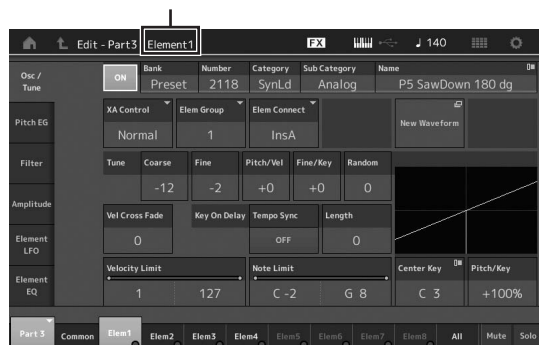 Edit - Part3 Element1 FX 140
Osc / Tune
ON
Bank Preset
Number 2118
Category SynLd
Sub Category Analog
Name P5 SawDown 180 dg
Pitch EG
XA Control Normal
Elem Group 1
Elem Connect InsA
New Waveform
Filter
Tune
Coarse -12
Fine -2
Pitch/Vel +0
Fine/Key +0
Random 0
Amplitude
Vel Cross Fade 0
Key On Delay
Tempo Sync OFF
Length 0
Element LFO
Element EQ
Velocity Limit 1 127
Note Limit C -2 G 8
Center Key C 3
Pitch/Key +100%
Part 3 Common Elem1 Elem2 Elem3 Elem4 Elem5 Elem6 Elem7 Elem8 All Mute Solo